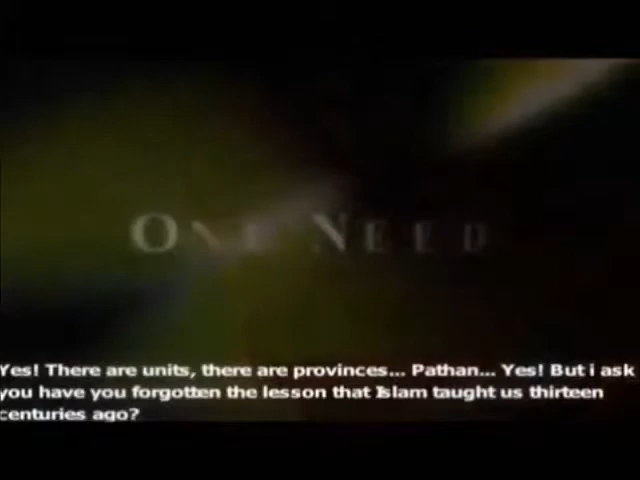 ONE NEED
Yes! There are units, there are provinces... Pathan... Yes! But i ask
you have you forgotten the lesson that Islam taught us thirteen
centuries ago?